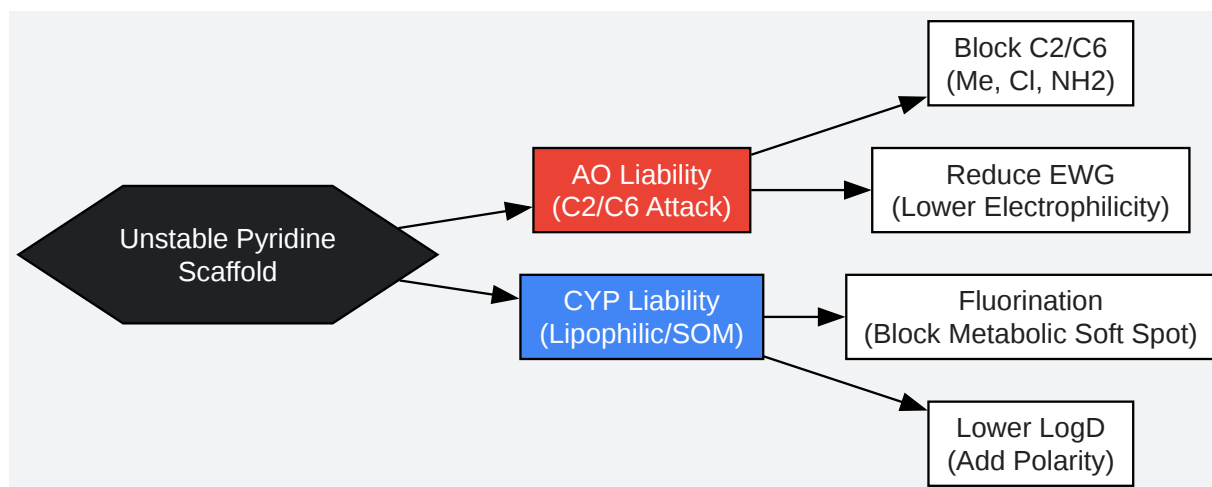 Unstable Pyridine
Scaffold
AO Liability
(C2/C6 Attack)
CYP Liability
(Lipophilic/SOM)
Block C2/C6
(Me, Cl, NH2)
Reduce EWG
(Lower Electrophilicity)
Fluorination
(Block Metabolic Soft Spot)
Lower LogD
(Add Polarity)